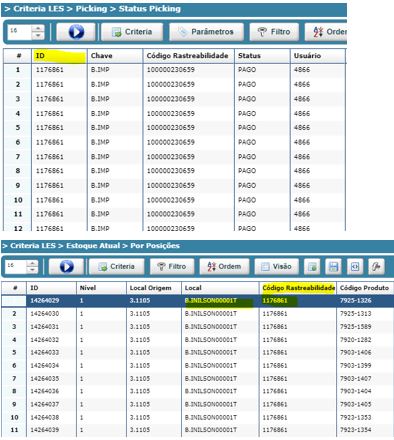 > Criteria LES > Picking > Status Picking
16 Criteria Parâmetros Filtro Order
# ID Chave Código Rastreabilidade Status Usuário
1 1176861 B.IMP 100000230659 PAGO 4866
2 1176861 B.IMP 100000230659 PAGO 4866
3 1176861 B.IMP 100000230659 PAGO 4866
4 1176861 B.IMP 100000230659 PAGO 4866
5 1176861 B.IMP 100000230659 PAGO 4866
6 1176861 B.IMP 100000230659 PAGO 4866
7 1176861 B.IMP 100000230659 PAGO 4866
8 1176861 B.IMP 100000230659 PAGO 4866
9 1176861 B.IMP 100000230659 PAGO 4866
10 1176861 B.IMP 100000230659 PAGO 4866
11 1176861 B.IMP 100000230659 PAGO 4866
12 1176861 B.IMP 100000230659 PAGO 4866
> Criteria LES > Estoque Atual > Por Posições
16 Criteria Filtro Ordem Visão
# ID Nível Local Origem Local Código Rastreabilidade Código Produto
14264029 1 3.1105 B.INILSON00001T 1176861 7925-1326
2 14264030 1 3.1105 B.INILSON00001T 1176861 7925-1313
3 14264031 1 3.1105 B.INILSON00001T 1176861 7925-1589
4 14264032 1 3.1105 B.INILSON00001T 1176861 7920-1282
5 14264033 1 3.1105 B.INILSON00001T 1176861 7903-1406
6 14264034 1 3.1105 B.INILSON00001T 1176861 7903-1399
7 14264035 1 3.1105 B.INILSON00001T 1176861 7903-1407
8 14264036 1 3.1105 B.INILSON00001T 1176861 7903-1404
9 14264037 1 3.1105 B.INILSON00001T 1176861 7903-1405
10 14264038 1 3.1105 B.INILSON00001T 1176861 7923-1353
11 14264039 1 3.1105 B.INILSON00001T 1176861 7923-1354